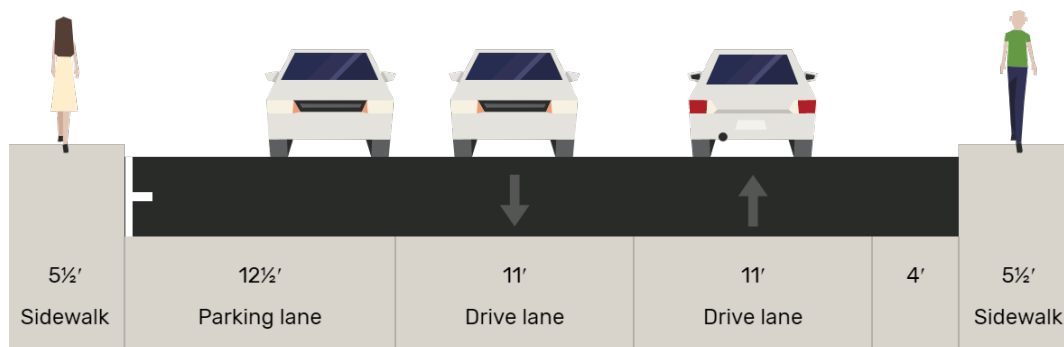 5½′ 12½′ 11′ 11′ 4′ 5½′
Sidewalk Parking lane Drive lane Drive lane Sidewalk